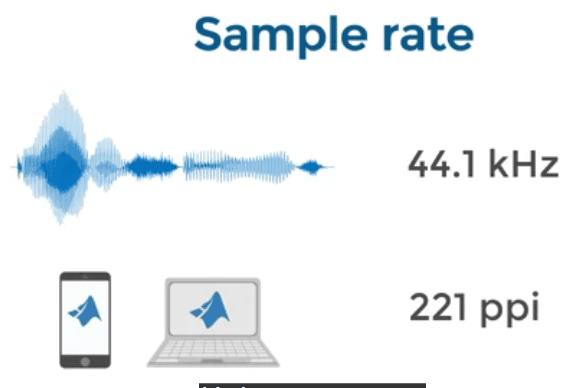 Sample rate
44.1 kHz
221 ppi